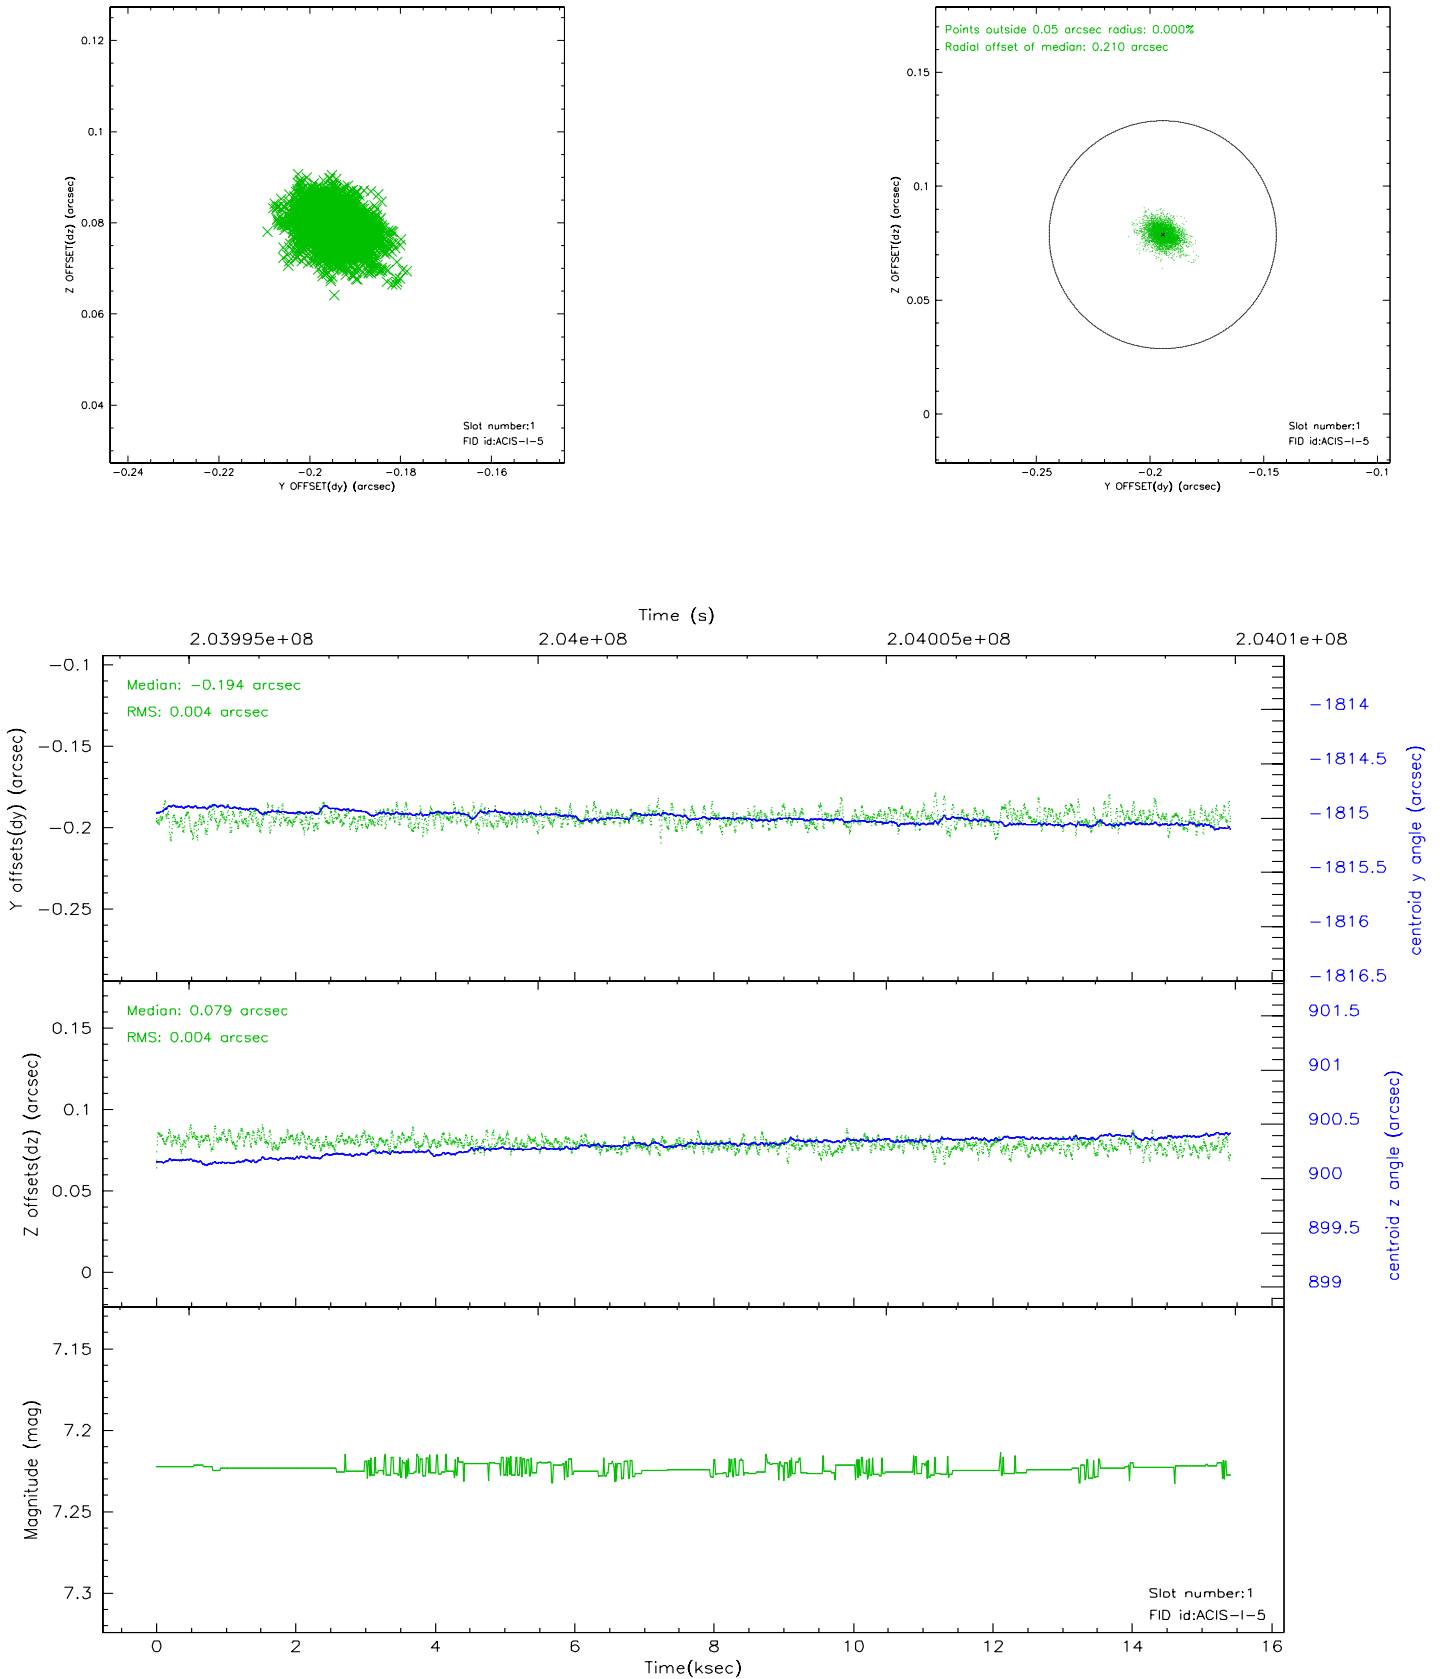 0.12
0.1
0.08
0.06
0.04
Z OFFSET(dz) (arcsec)
Slot number:1
FID id:ACIS-I-5
-0.24
-0.22
-0.2
-0.18
-0.16
Y OFFSET(dy) (arcsec)
Points outside 0.05 arcsec radius: 0.000%
Radial offset of median: 0.210 arcsec
0.15
0.1
0.05
0
Z OFFSET(dz) (arcsec)
Slot number:1
FID id:ACIS-I-5
-0.25
-0.2
-0.15
-0.1
Y OFFSET(dy) (arcsec)
Time (s)
2.03995e+08
2.04e+08
2.04005e+08
2.0401e+08
-0.1
-0.15
-0.2
-0.25
Y offsets(dy) (arcsec)
Median: -0.194 arcsec
RMS: 0.004 arcsec
-1814
-1814.5
-1815
-1815.5
-1816
-1816.5
centroid y angle (arcsec)
0.15
0.1
0.05
0
Z offsets(dz) (arcsec)
Median: 0.079 arcsec
RMS: 0.004 arcsec
901.5
901
900.5
900
899.5
899
centroid z angle (arcsec)
7.15
7.2
7.25
7.3
Magnitude (mag)
Slot number:1
FID id:ACIS-I-5
0
2
4
6
8
10
12
14
16
Time(ksec)